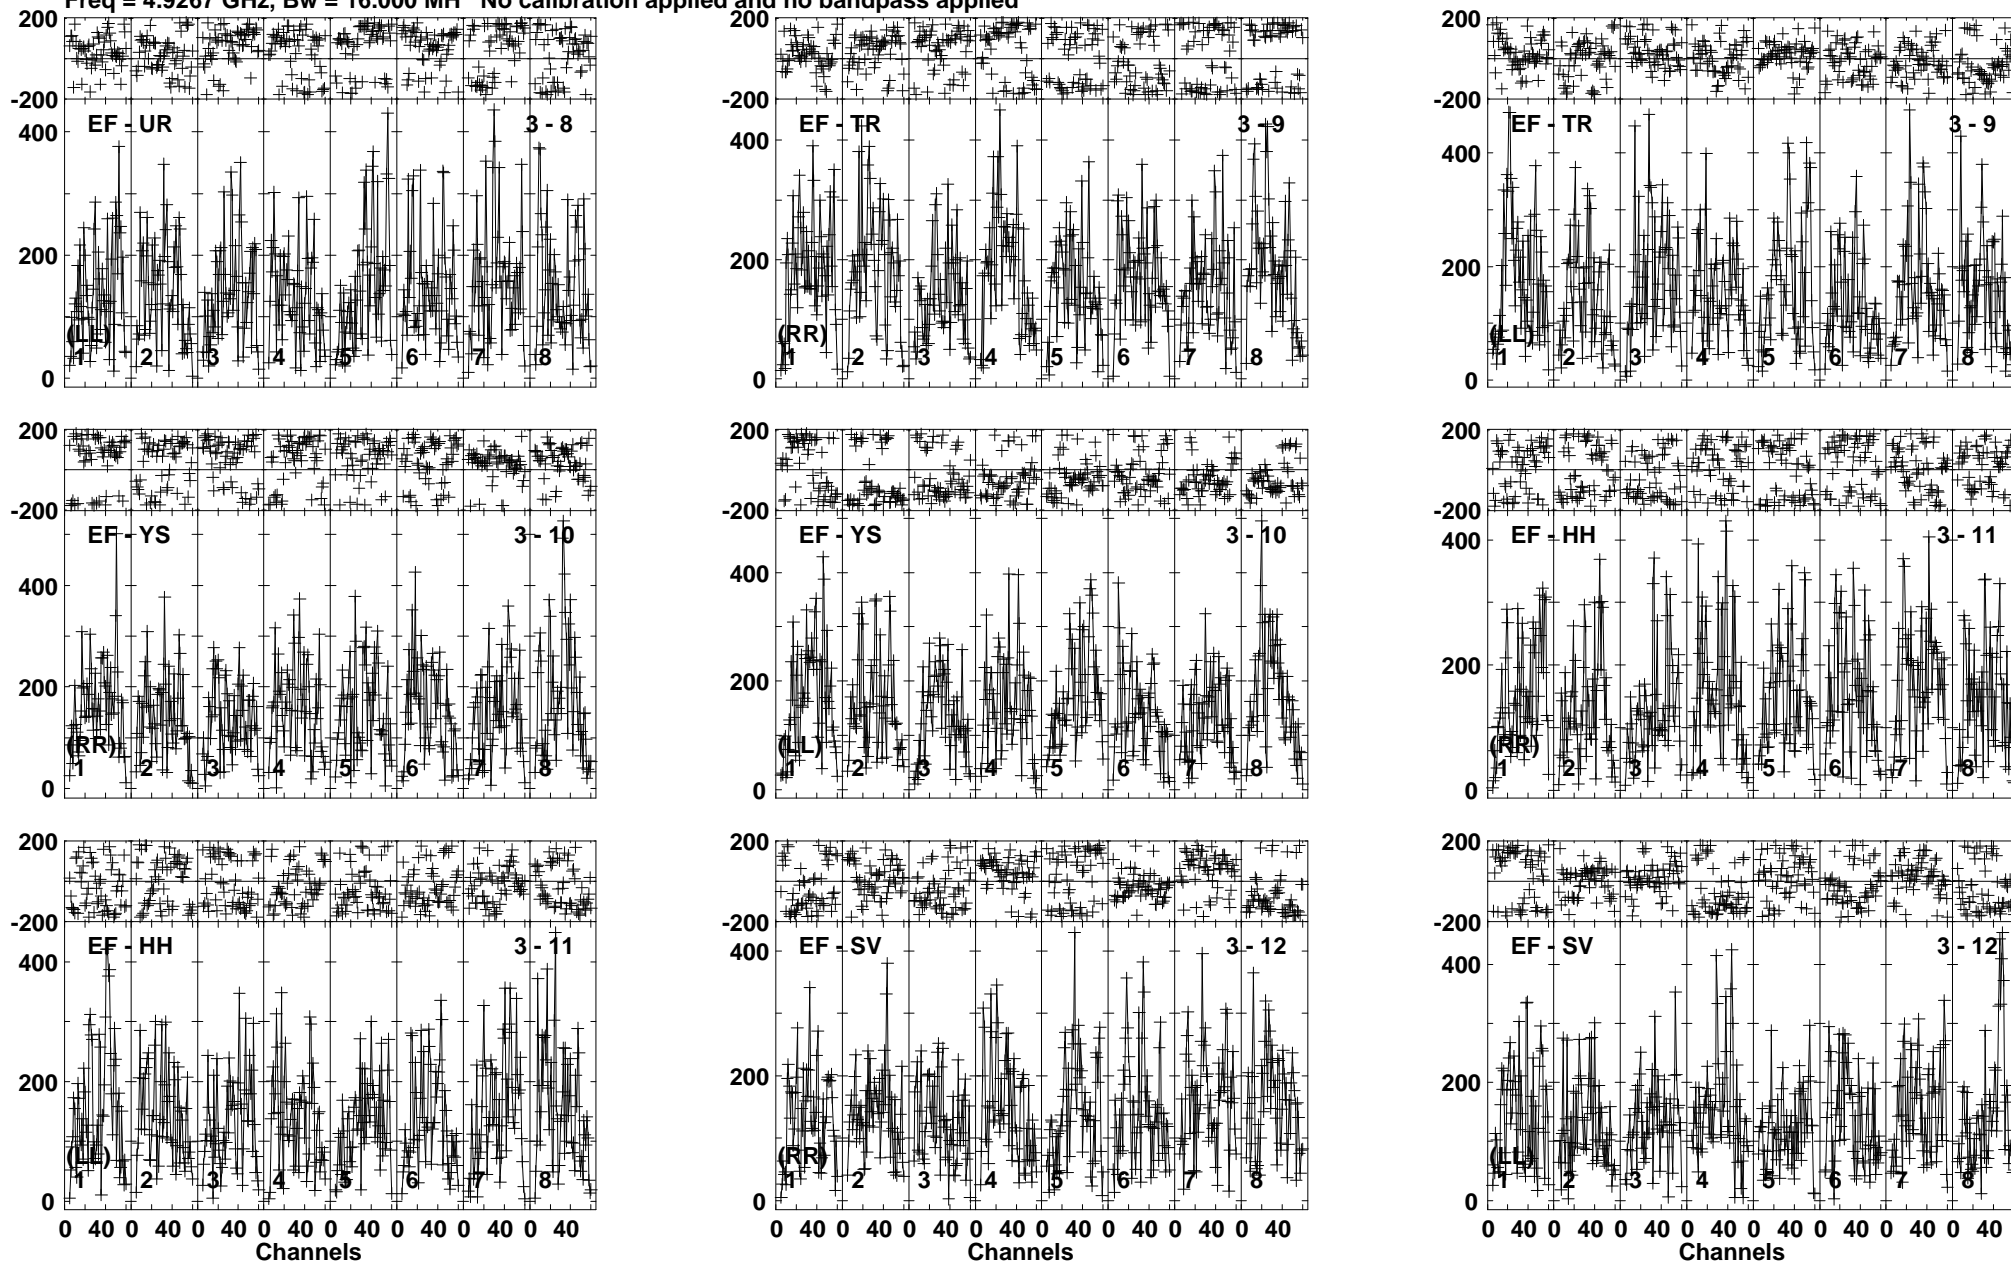 Freq = 4.9267 GHz, Bw = 16.000 MH No calibration applied and no bandpass applied
200 200 200
-200 -200 -200
EF - UR 3 - 8 EF - TR 3 - 9 EF - TR 3 - 9
400 400 400
200 200 200
(LL) (RR) (LL)
1 2 3 4 5 6 7 8 1 2 3 4 5 6 7 8 1 2 3 4 5 6 7 8
0 0 0
200 200 200
-200 -200 -200
EF - YS 3 - 10 EF - YS 3 - 10 EF - HH 3 - 11
400 400 400
200 200 200
(RR) (LL) (RR)
1 2 3 4 5 6 7 8 1 2 3 4 5 6 7 8 1 2 3 4 5 6 7 8
0 0 0
200 200 200
-200 -200 -200
EF - HH 3 - 11 EF - SV 3 - 12 EF - SV 3 - 12
400 400 400
200 200 200
(LL) (RR) (LL)
1 2 3 4 5 6 7 8 1 2 3 4 5 6 7 8 1 2 3 4 5 6 7 8
0 0 0
0 40 0 40 0 40 0 40 0 40 0 40 0 40 0 40 0 40 0 40 0 40 0 40 0 40 0 40 0 40 0 40 0 40 0 40 0 40 0 40 0 40 0 40 0 40 0 40
Channels Channels Channels